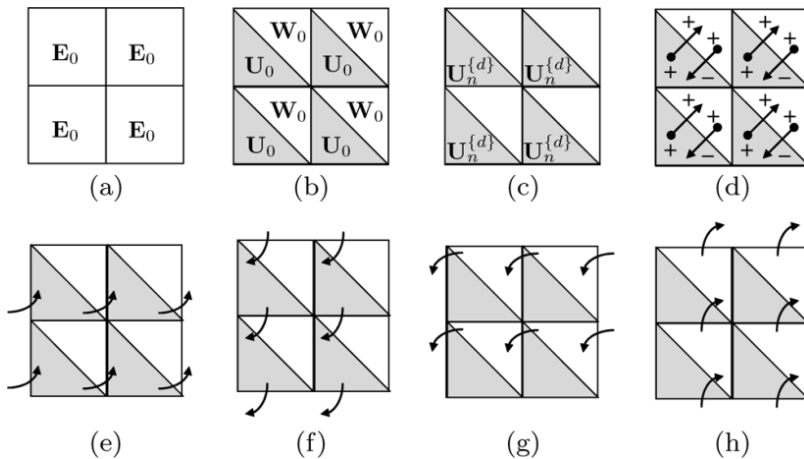 E₀ E₀
E₀ E₀
(a)
W₀ W₀
U₀ U₀
W₀ W₀
U₀ U₀
(b)
Uₙ^{d} Uₙ^{d}
Uₙ^{d} Uₙ^{d}
(c)
+ + + +
+ − + −
+ + + +
+ − + −
(d)
(e)
(f)
(g)
(h)